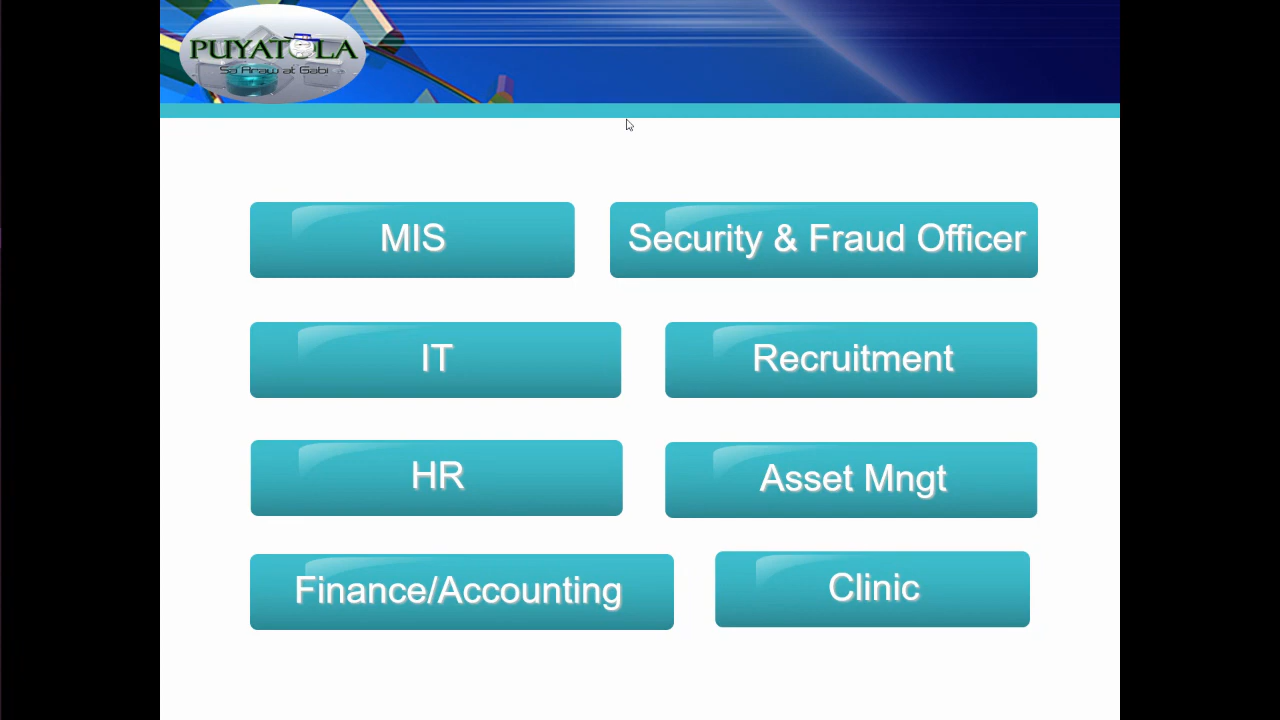 PUYATOLA
Sa Araw at Gabi
MIS
Security & Fraud Officer
IT
Recruitment
HR
Asset Mngt
Finance/Accounting
Clinic